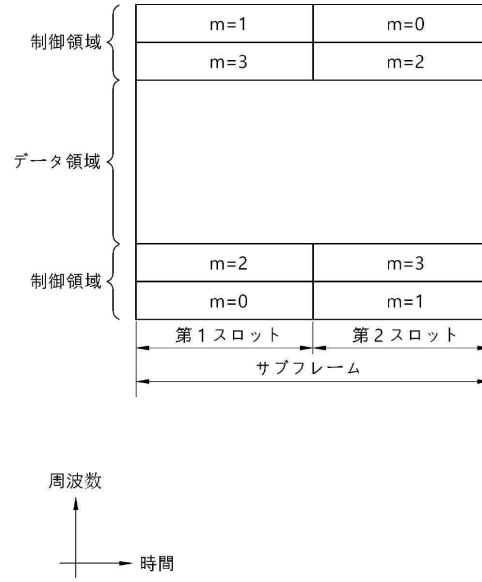 制御領域
m=1 m=0
m=3 m=2
データ領域
制御領域
m=2 m=3
m=0 m=1
第1スロット 第2スロット
サブフレーム
周波数
時間